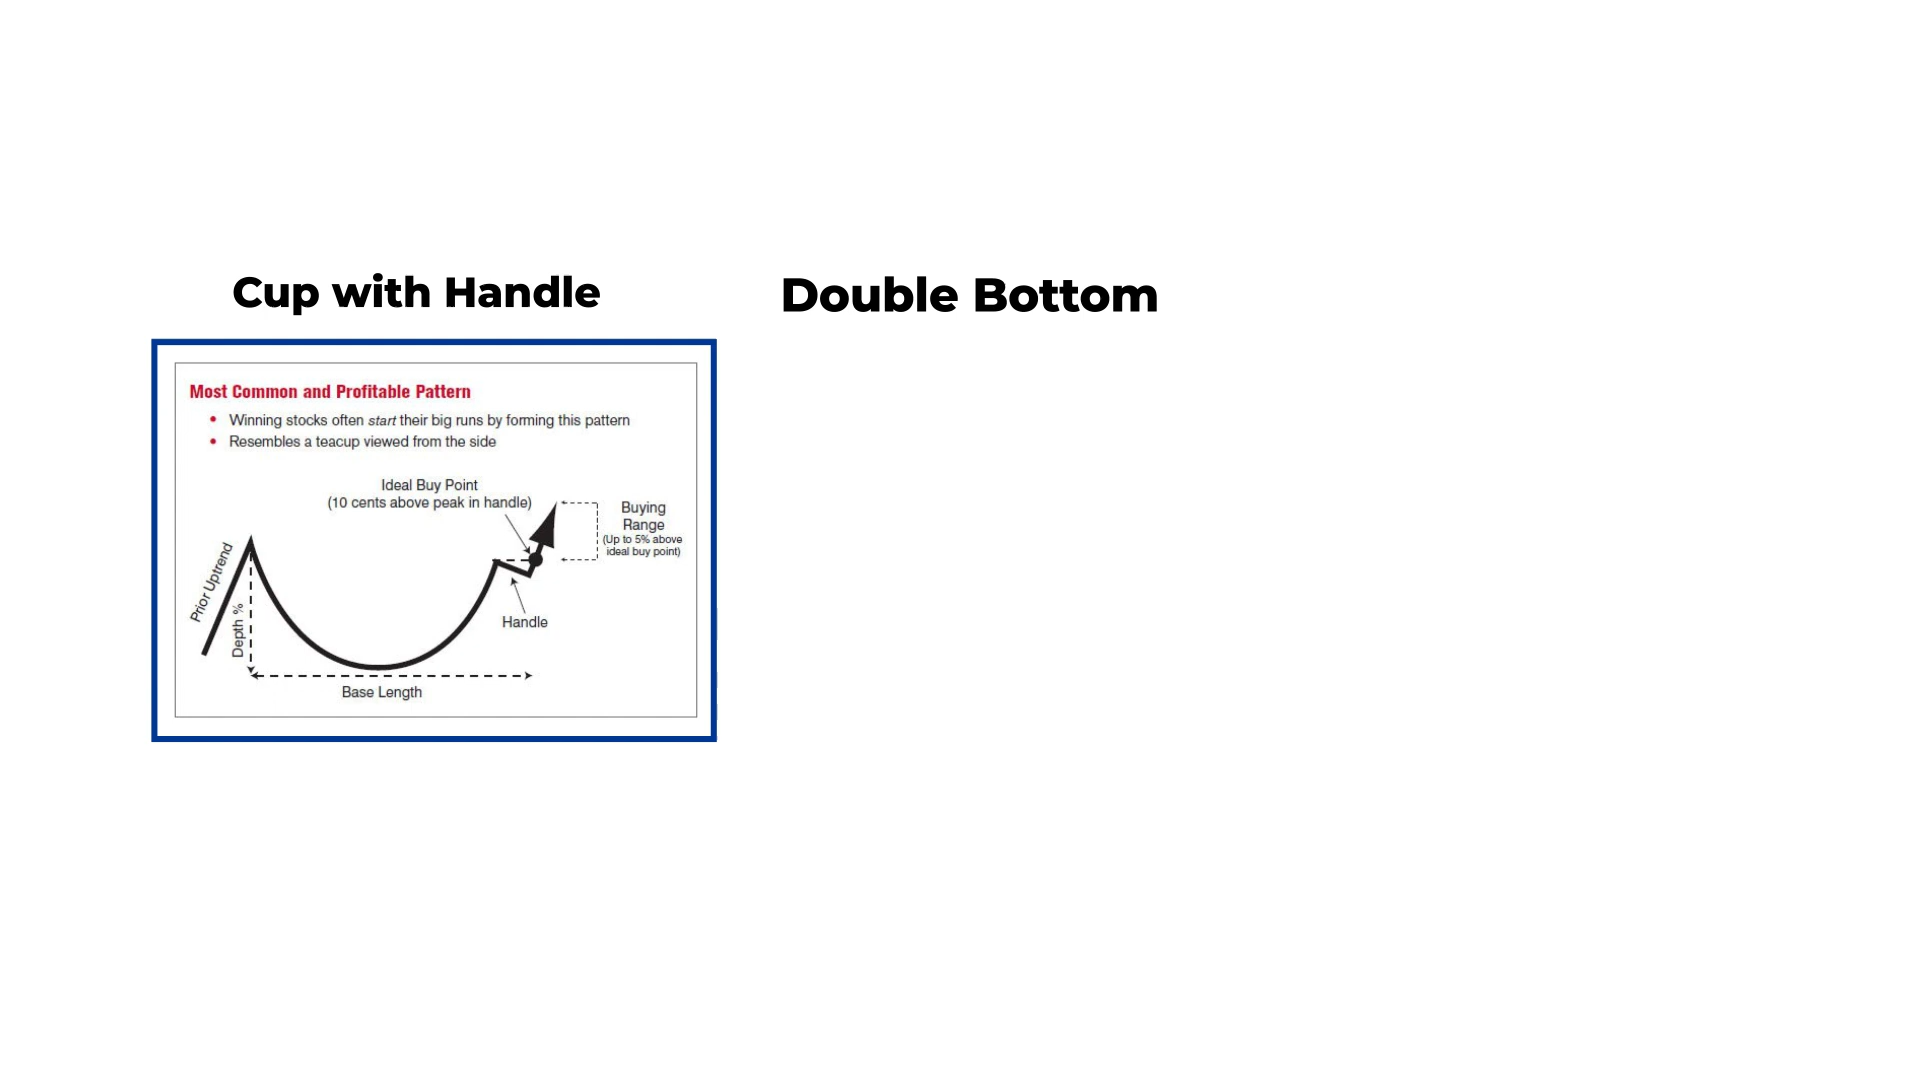 Cup with Handle
Double Bottom
Most Common and Profitable Pattern
• Winning stocks often start their big runs by forming this pattern
• Resembles a teacup viewed from the side
Ideal Buy Point
(10 cents above peak in handle)
Buying
Range
(Up to 5% above
ideal buy point)
Prior Uptrend
Depth %
Handle
Base Length